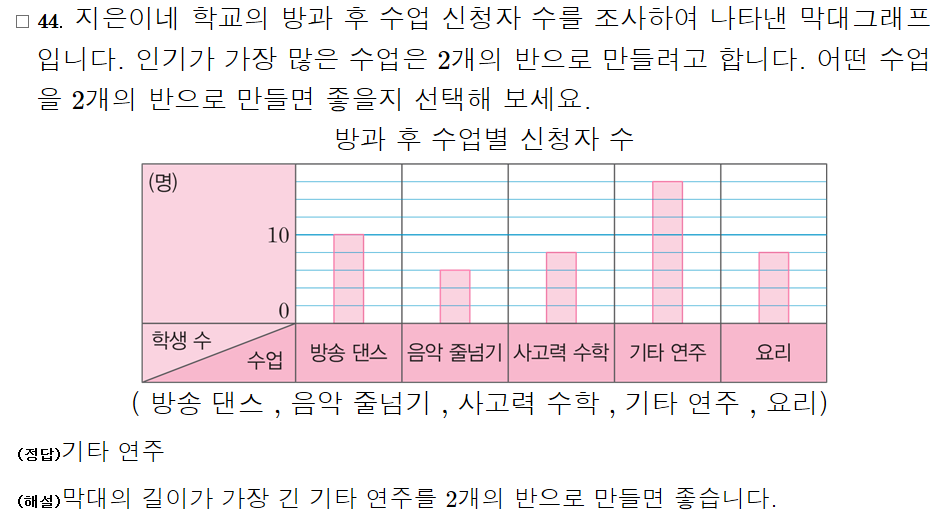 □ 44. 지은이네 학교의 방과 후 수업 신청자 수를 조사하여 나타낸 막대그래프
입니다. 인기가 가장 많은 수업은 2개의 반으로 만들려고 합니다. 어떤 수업
을 2개의 반으로 만들면 좋을지 선택해 보세요.
방과 후 수업별 신청자 수
(명)
10
0
학생 수
수업
방송 댄스 음악 줄넘기 사고력 수학 기타 연주 요리
( 방송 댄스 , 음악 줄넘기 , 사고력 수학 , 기타 연주 , 요리)
(정답)기타 연주
(해설)막대의 길이가 가장 긴 기타 연주를 2개의 반으로 만들면 좋습니다.